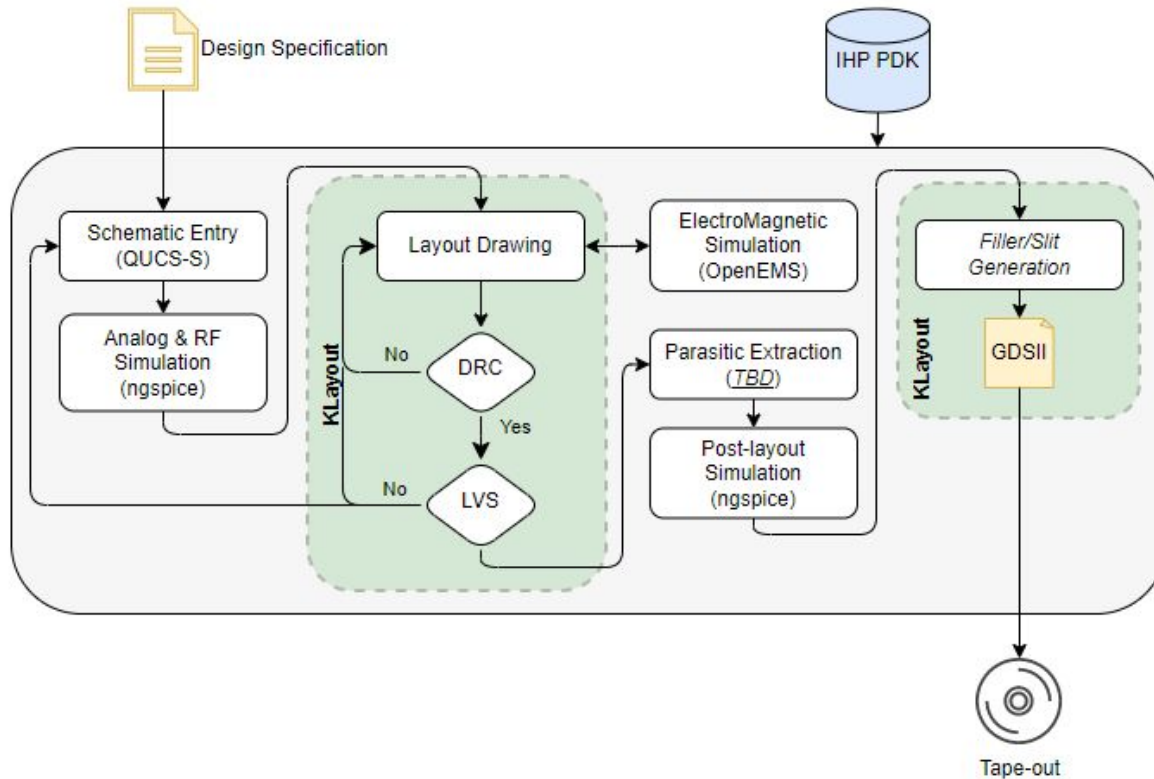 Design Specification
IHP PDK
Schematic Entry
(QUCS-S)
Analog & RF
Simulation
(ngspice)
KLayout
Layout Drawing
DRC
No
Yes
LVS
No
ElectroMagnetic
Simulation
(OpenEMS)
Parasitic Extraction
(TBD)
Post-layout
Simulation
(ngspice)
KLayout
Filler/Slit
Generation
GDSII
Tape-out